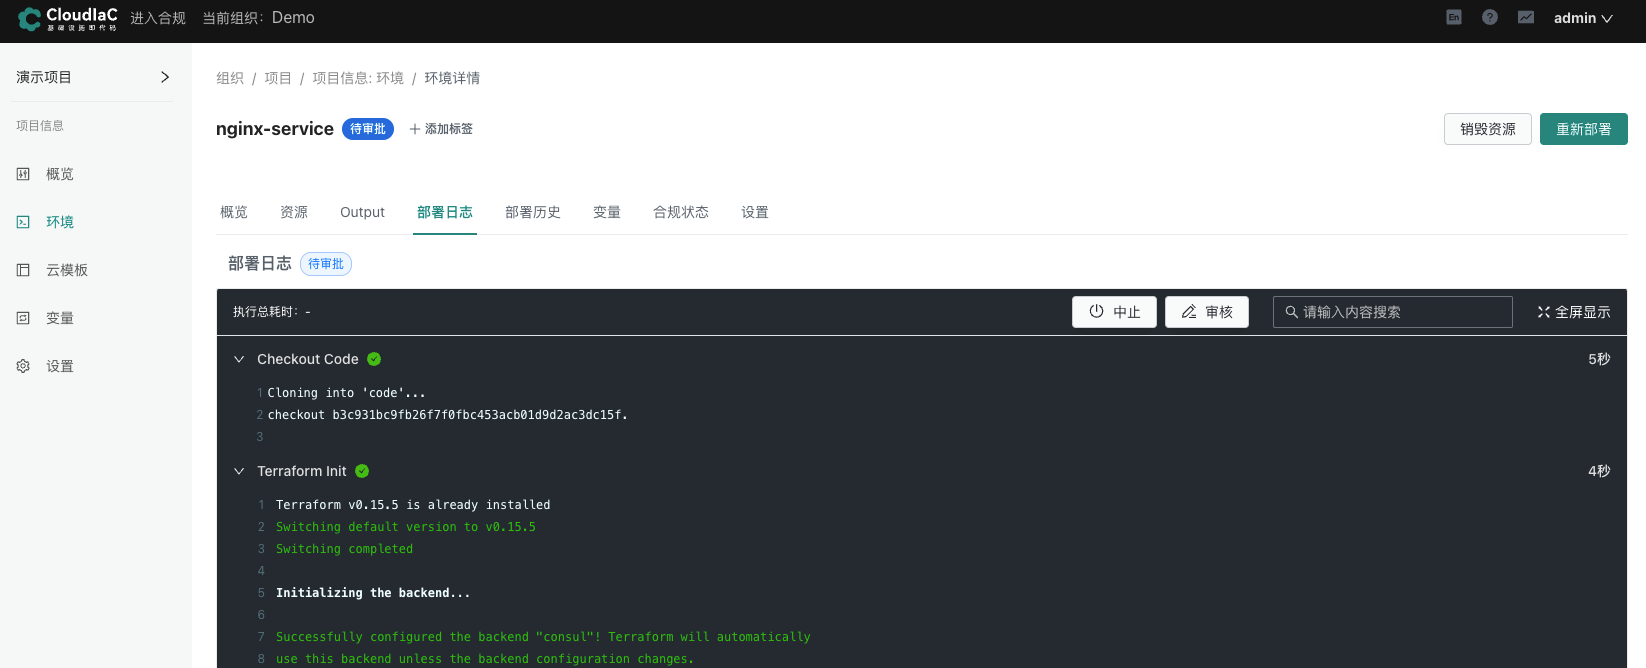 CloudIaC 进入合规 当前组织：Demo En ? admin
基础设施即代码
演示项目
项目信息
概览
环境
云模板
变量
设置
组织 / 项目 / 项目信息: 环境 / 环境详情
nginx-service 待审批 + 添加标签 销毁资源 重新部署
概览 资源 Output 部署日志 部署历史 变量 合规状态 设置
部署日志 待审批
执行总耗时：- 中止 审核 请输入内容搜索 全屏显示
Checkout Code 5秒
1 Cloning into 'code'...
2 checkout b3c931bc9fb26f7f0fbc453acb01d9d2ac3dc15f.
3
Terraform Init 4秒
1 Terraform v0.15.5 is already installed
2 Switching default version to v0.15.5
3 Switching completed
4
5 Initializing the backend...
6
7 Successfully configured the backend "consul"! Terraform will automatically
8 use this backend unless the backend configuration changes.